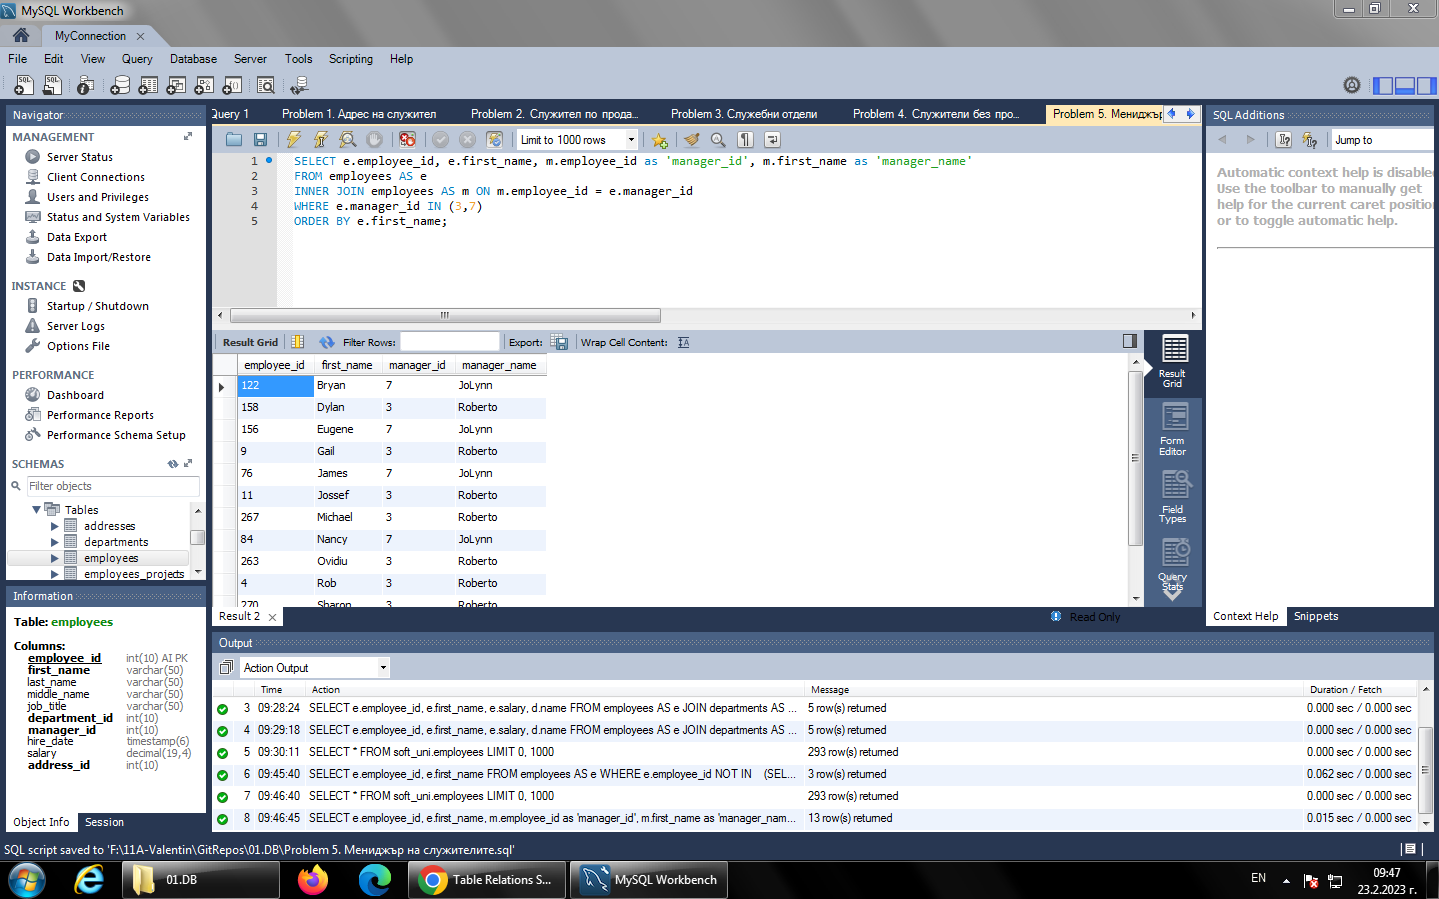 MySQL Workbench
MyConnection
File Edit View Query Database Server Tools Scripting Help
Navigator
MANAGEMENT
Server Status
Client Connections
Users and Privileges
Status and System Variables
Data Export
Data Import/Restore
INSTANCE
Startup / Shutdown
Server Logs
Options File
PERFORMANCE
Dashboard
Performance Reports
Performance Schema Setup
SCHEMAS
Filter objects
Tables
addresses
departments
employees
employees_projects
Information
Table: employees
Columns:
employee_id int(10) AI PK
first_name varchar(50)
last_name varchar(50)
middle_name varchar(50)
job_title varchar(50)
department_id int(10)
manager_id int(10)
hire_date timestamp(6)
salary decimal(19,4)
address_id int(10)
Object Info Session
Query 1 Problem 1. Адрес на служител Problem 2. Служител по прода... Problem 3. Служебни отдели Problem 4. Служители без про... Problem 5. Мениджър
Limit to 1000 rows
1 SELECT e.employee_id, e.first_name, m.employee_id as 'manager_id', m.first_name as 'manager_name'
2 FROM employees AS e
3 INNER JOIN employees AS m ON m.employee_id = e.manager_id
4 WHERE e.manager_id IN (3,7)
5 ORDER BY e.first_name;
Result Grid Filter Rows: Export: Wrap Cell Content:
employee_id first_name manager_id manager_name
122 Bryan 7 JoLynn
158 Dylan 3 Roberto
156 Eugene 7 JoLynn
9 Gail 3 Roberto
76 James 7 JoLynn
11 Jossef 3 Roberto
267 Michael 3 Roberto
84 Nancy 7 JoLynn
263 Ovidiu 3 Roberto
4 Rob 3 Roberto
270 Sharon 3 Roberto
Result Grid
Form Editor
Field Types
Query Stats
Result 2
Read Only
SQL Additions
Jump to
Automatic context help is disabled.
Use the toolbar to manually get
help for the current caret position
or to toggle automatic help.
Context Help Snippets
Output
Action Output
Time Action Message Duration / Fetch
3 09:28:24 SELECT e.employee_id, e.first_name, e.salary, d.name FROM employees AS e JOIN departments AS ... 5 row(s) returned 0.000 sec / 0.000 sec
4 09:29:18 SELECT e.employee_id, e.first_name, e.salary, d.name FROM employees AS e JOIN departments AS ... 5 row(s) returned 0.000 sec / 0.000 sec
5 09:30:11 SELECT * FROM soft_uni.employees LIMIT 0, 1000 293 row(s) returned 0.000 sec / 0.000 sec
6 09:45:40 SELECT e.employee_id, e.first_name FROM employees AS e WHERE e.employee_id NOT IN (SEL... 3 row(s) returned 0.062 sec / 0.000 sec
7 09:46:40 SELECT * FROM soft_uni.employees LIMIT 0, 1000 293 row(s) returned 0.000 sec / 0.000 sec
8 09:46:45 SELECT e.employee_id, e.first_name, m.employee_id as 'manager_id', m.first_name as 'manager_nam... 13 row(s) returned 0.015 sec / 0.000 sec
SQL script saved to 'F:\11A-Valentin\GitRepos\01.DB\Problem 5. Мениджър на служителите.sql'
01.DB
Table Relations S...
MySQL Workbench
EN
09:47
23.2.2023 г.